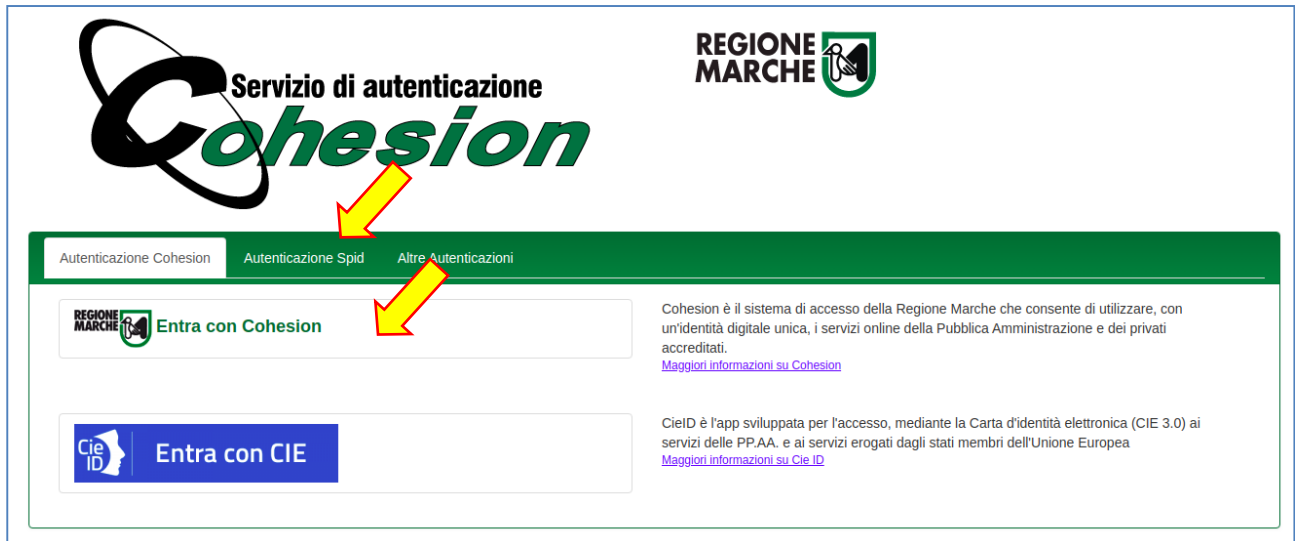 Servizio di autenticazione
Cohesion
REGIONE
MARCHE
Autenticazione Cohesion
Autenticazione Spid
Altre Autenticazioni
REGIONE
MARCHE
Entra con Cohesion
Cohesion è il sistema di accesso della Regione Marche che consente di utilizzare, con
un'identità digitale unica, i servizi online della Pubblica Amministrazione e dei privati
accreditati.
Maggiori informazioni su Cohesion
Cie
ID
Entra con CIE
CieID è l'app sviluppata per l'accesso, mediante la Carta d'identità elettronica (CIE 3.0) ai
servizi delle PP.AA. e ai servizi erogati dagli stati membri dell'Unione Europea
Maggiori informazioni su Cie ID